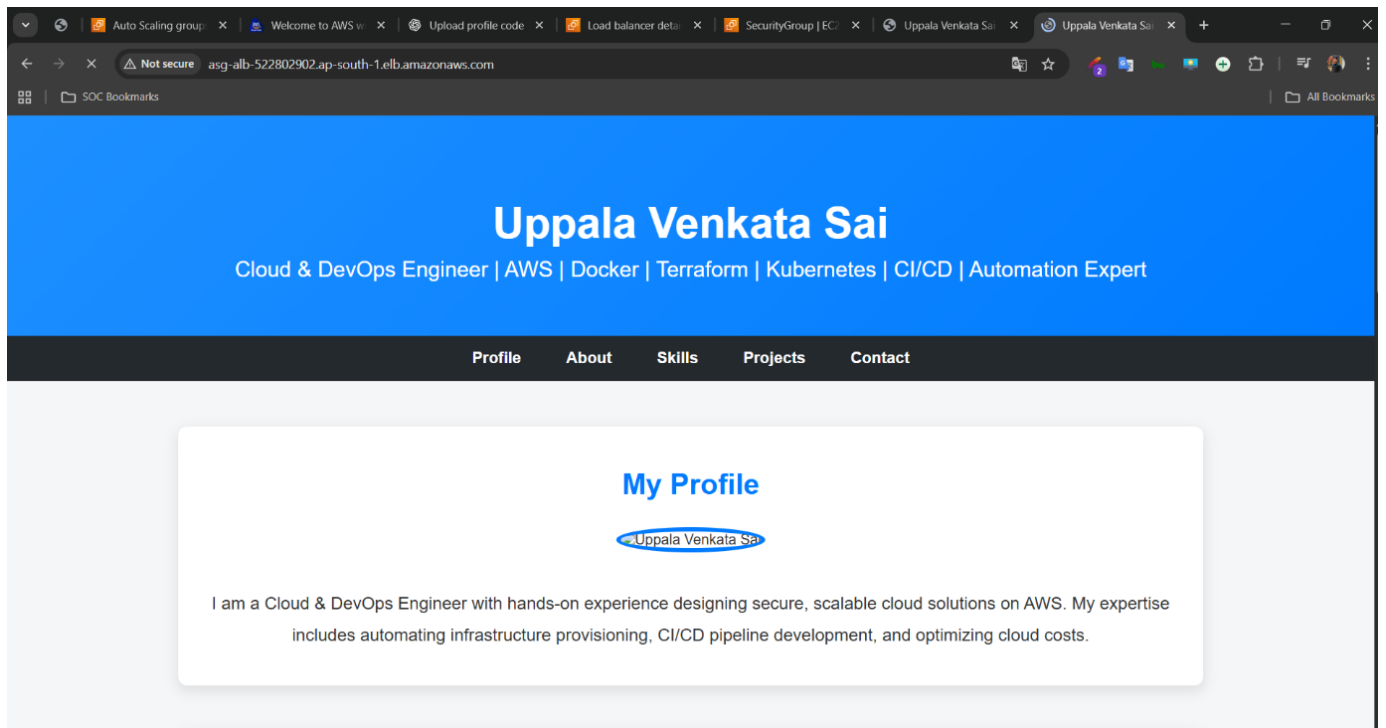 Auto Scaling group
Welcome to AWS w
Upload profile code
Load balancer detai
SecurityGroup | EC2
Uppala Venkata Sai
Uppala Venkata Sai
Not secure
asg-alb-522802902.ap-south-1.elb.amazonaws.com
2
SOC Bookmarks
All Bookmarks
Uppala Venkata Sai
Cloud & DevOps Engineer | AWS | Docker | Terraform | Kubernetes | CI/CD | Automation Expert
Profile About Skills Projects Contact
My Profile
Uppala Venkata Sai
I am a Cloud & DevOps Engineer with hands-on experience designing secure, scalable cloud solutions on AWS. My expertise
includes automating infrastructure provisioning, CI/CD pipeline development, and optimizing cloud costs.